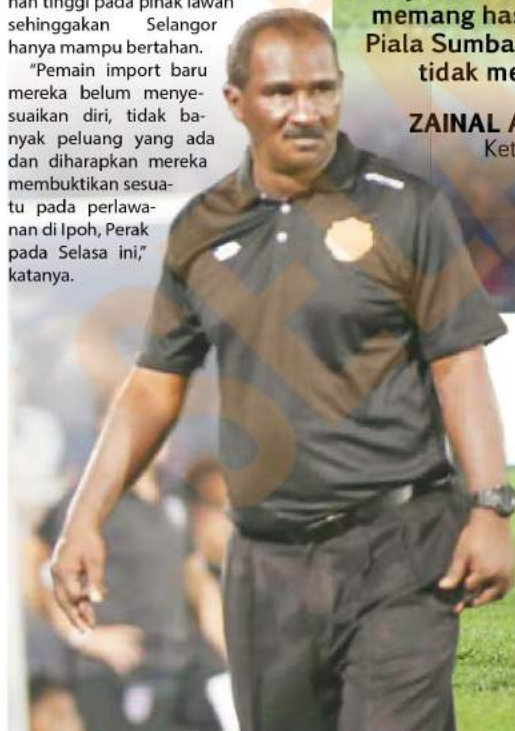 tinggi pada pihak lawan
sehinggakan Selangor
hanya mampu bertahan.
"Pemain import baru
mereka belum menye-
suaikan diri, tidak ba-
nyak peluang yang ada
dan diharapkan mereka
membuktikan sesua-
tu pada perlawa-
nan di Ipoh, Perak
pada Selasa ini,"
katanya.
memang has
Piala Sumba
tidak me
ZAINAL A
Ket